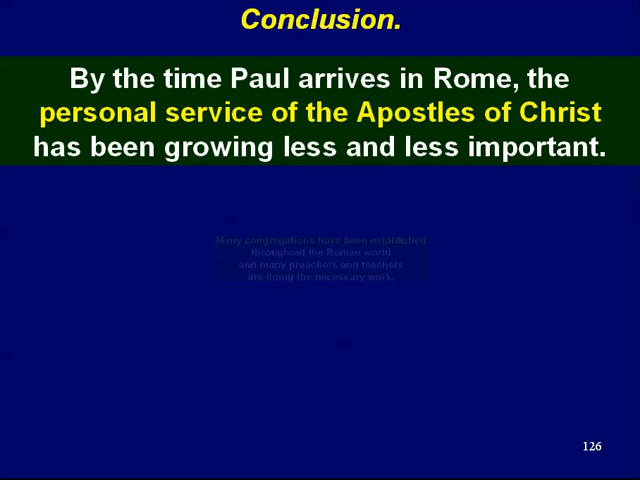 Conclusion.
By the time Paul arrives in Rome, the
personal service of the Apostles of Christ
has been growing less and less important.
Many congregations have been established
throughout the Roman world
and many preachers and teachers
are doing the necessary work.
126